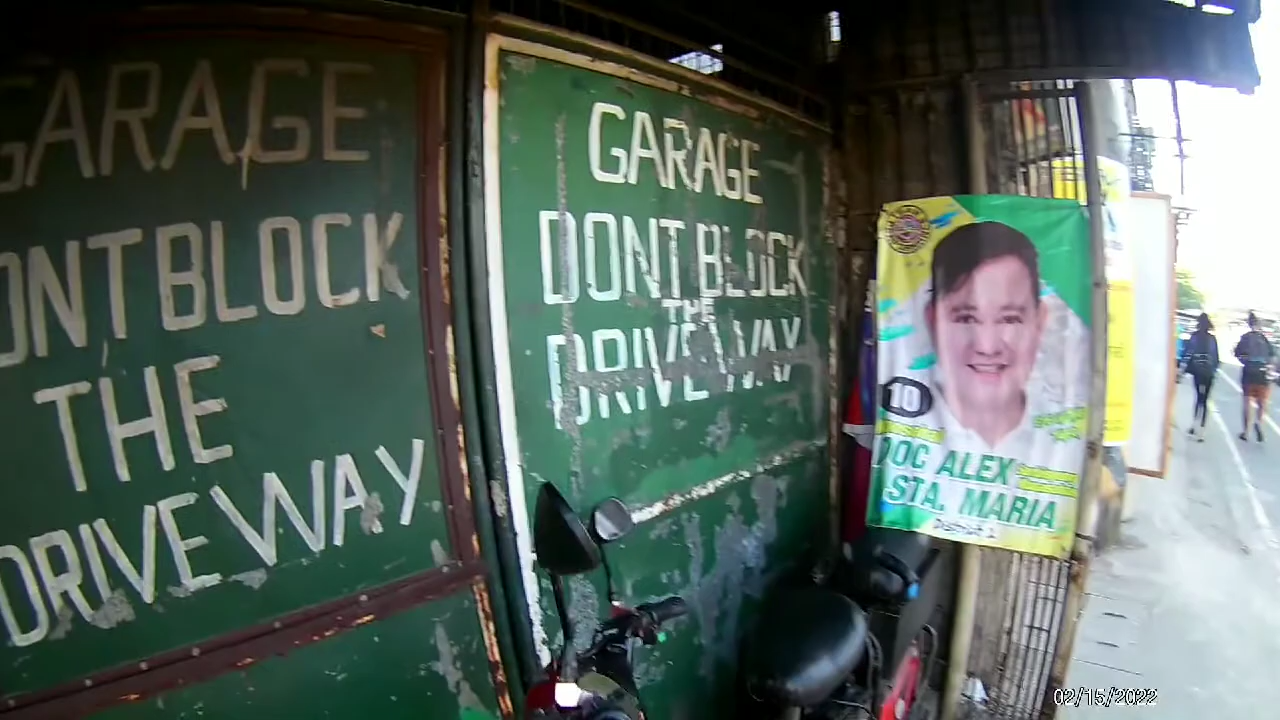 GARAGE
DONT BLOCK
THE
DRIVEWAY
GARAGE
DONT BLOCK
THE
DRIVEWAY
10
DOC ALEX
STA. MARIA
02/15/2022